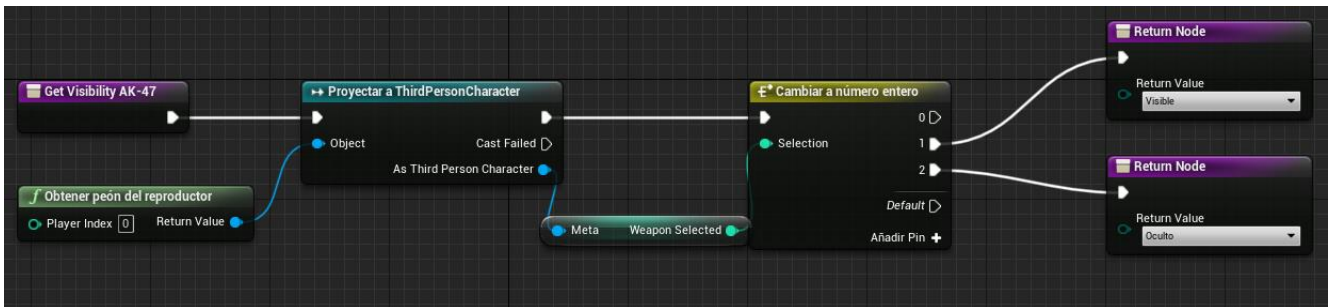 Get Visibility AK-47
Obtener peón del reproductor
Player Index 0 Return Value
Proyectar a ThirdPersonCharacter
Object Cast Failed
As Third Person Character
Meta Weapon Selected
Cambiar a número entero
0
Selection 1
2
Default
Añadir Pin
Return Node
Return Value
Visible
Return Node
Return Value
Oculto